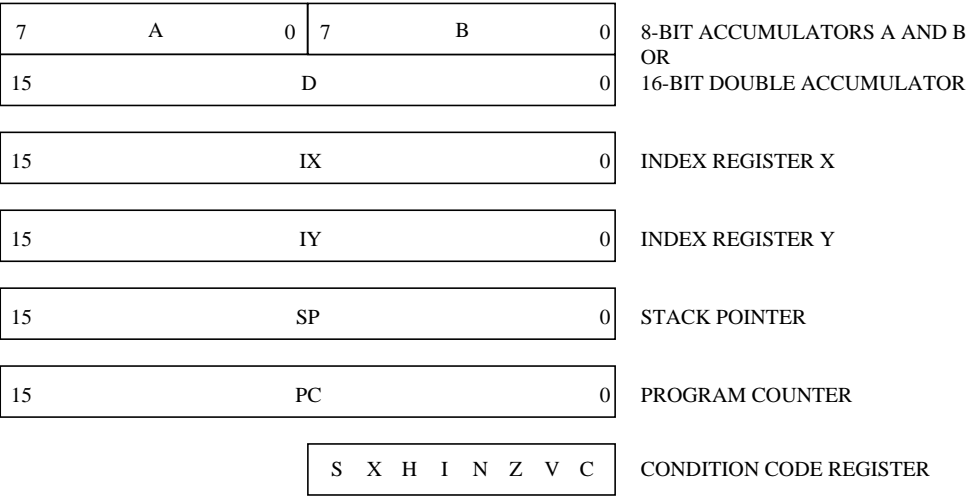 7 A 0 7 B 0 8-BIT ACCUMULATORS A AND B
OR
15 D 0 16-BIT DOUBLE ACCUMULATOR
15 IX 0 INDEX REGISTER X
15 IY 0 INDEX REGISTER Y
15 SP 0 STACK POINTER
15 PC 0 PROGRAM COUNTER
S X H I N Z V C CONDITION CODE REGISTER